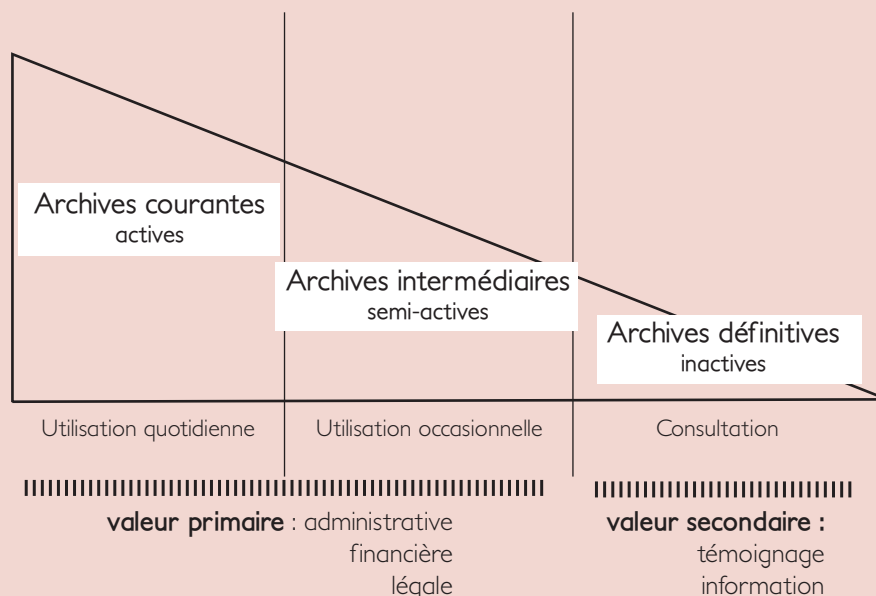 Archives courantes
actives
Archives intermédiaires
semi-actives
Archives définitives
inactives
Utilisation quotidienne
Utilisation occasionnelle
Consultation
valeur primaire : administrative
financière
légale
valeur secondaire :
témoignage
information